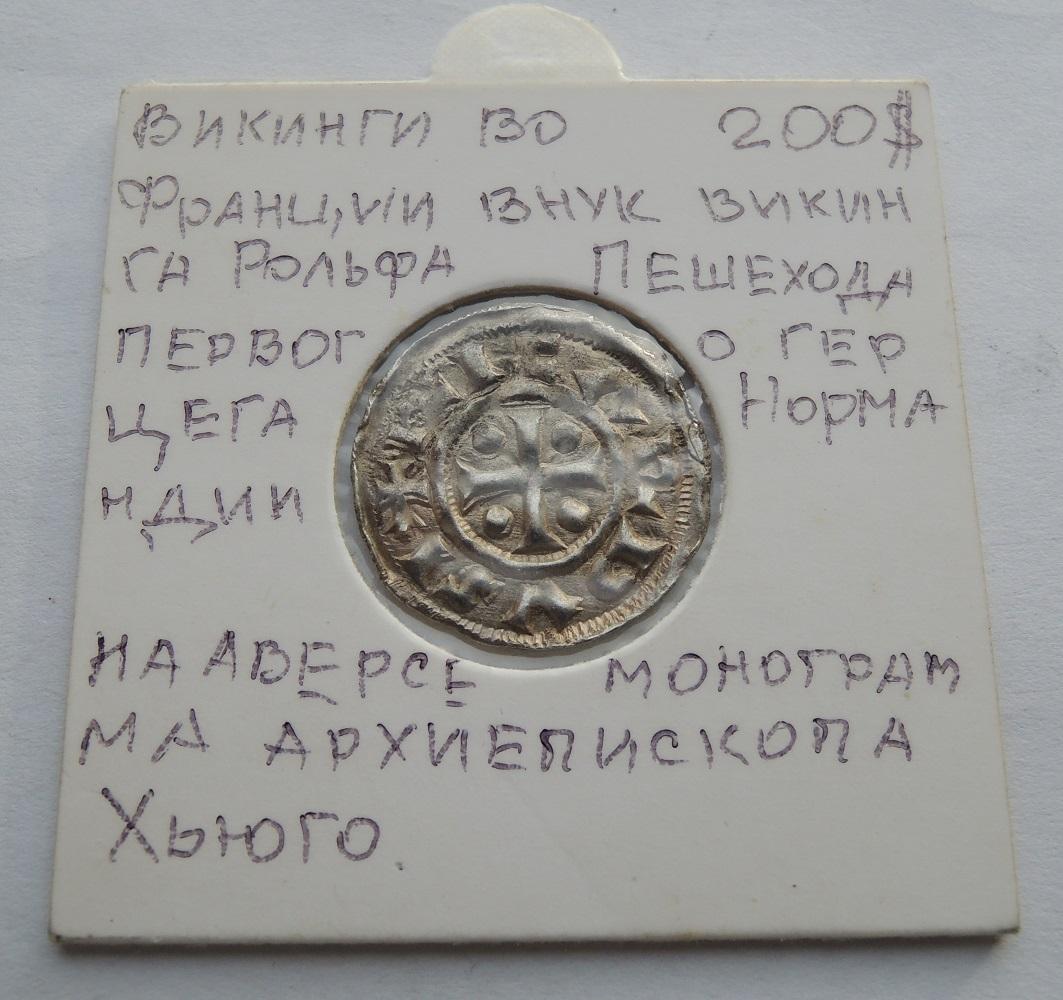 ВИКИНГИ ВО 200$
ФРАНЦИИ ВНУК ВИКИН
ГА РОЛЬФА ПЕШЕХОДА
ПЕРВОГ О ГЕР
ЦЕГА НОРМА
НДИИ
НА АВЕРСЕ МОНОГРАМ
МА АРХИЕПИСКОПА
ХЬЮГО.